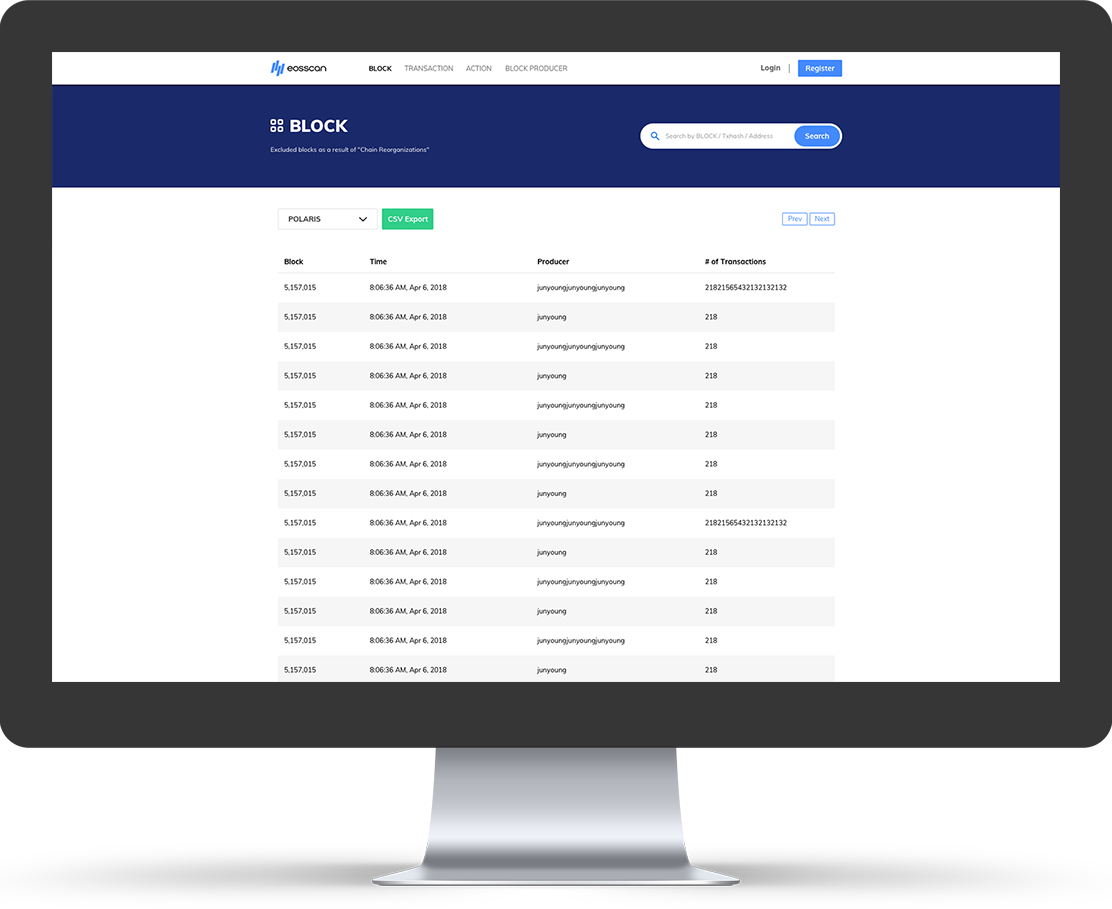 eosscan BLOCK TRANSACTION ACTION BLOCK PRODUCER Login | Register
BLOCK
Excluded blocks as a result of "Chain Reorganizations"
Search by BLOCK / Txhash / Address Search
POLARIS CSV Export Prev Next
Block Time Producer # of Transactions
5,157,015 8:06:36 AM, Apr 6, 2018 junyoungjunyoungjunyoung 21821565432132132132
5,157,015 8:06:36 AM, Apr 6, 2018 junyoung 218
5,157,015 8:06:36 AM, Apr 6, 2018 junyoungjunyoungjunyoung 218
5,157,015 8:06:36 AM, Apr 6, 2018 junyoung 218
5,157,015 8:06:36 AM, Apr 6, 2018 junyoungjunyoungjunyoung 218
5,157,015 8:06:36 AM, Apr 6, 2018 junyoung 218
5,157,015 8:06:36 AM, Apr 6, 2018 junyoungjunyoungjunyoung 218
5,157,015 8:06:36 AM, Apr 6, 2018 junyoung 218
5,157,015 8:06:36 AM, Apr 6, 2018 junyoungjunyoungjunyoung 21821565432132132132
5,157,015 8:06:36 AM, Apr 6, 2018 junyoung 218
5,157,015 8:06:36 AM, Apr 6, 2018 junyoungjunyoungjunyoung 218
5,157,015 8:06:36 AM, Apr 6, 2018 junyoung 218
5,157,015 8:06:36 AM, Apr 6, 2018 junyoungjunyoungjunyoung 218
5,157,015 8:06:36 AM, Apr 6, 2018 junyoung 218